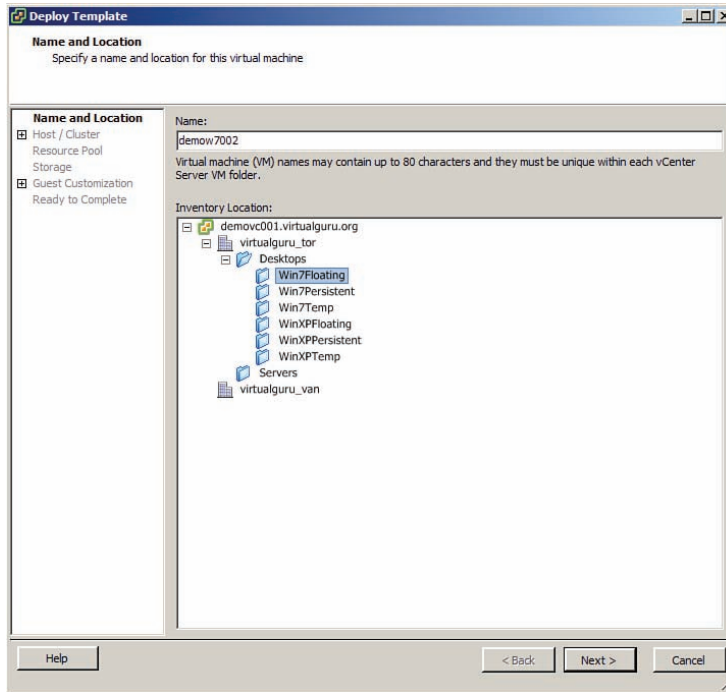 Deploy Template
Name and Location
Specify a name and location for this virtual machine
Name and Location
Host / Cluster
Resource Pool
Storage
Guest Customization
Ready to Complete
Name:
demow7002
Virtual machine (VM) names may contain up to 80 characters and they must be unique within each vCenter
Server VM folder.
Inventory Location:
demovc001.virtualguru.org
virtualguru_tor
Desktops
Win7Floating
Win7Persistent
Win7Temp
WinXPFloating
WinXPPersistent
WinXPTemp
Servers
virtualguru_van
Help
< Back
Next >
Cancel